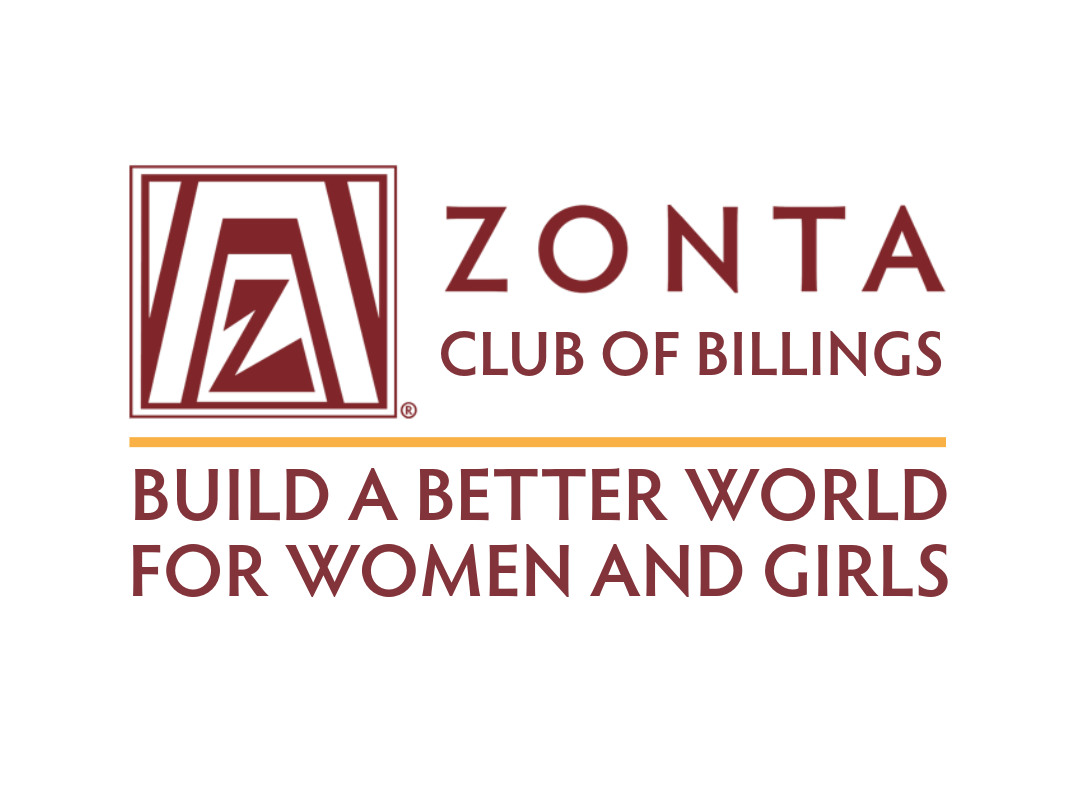 ZONTA
CLUB OF BILLINGS
®
BUILD A BETTER WORLD
FOR WOMEN AND GIRLS